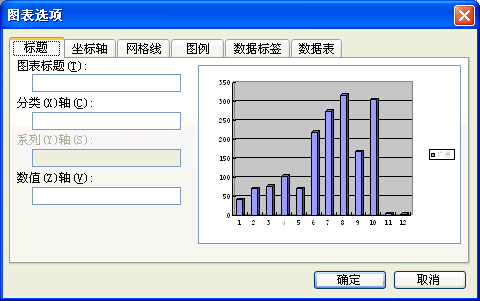 图表选项
标题 坐标轴 网格线 图例 数据标签 数据表
图表标题(T):
分类(X)轴(C):
系列(Y)轴(S):
数值(Z)轴(V):
350
300
250
200
150
100
50
0
1 2 3 4 5 6 7 8 9 10 11 12
确定 取消